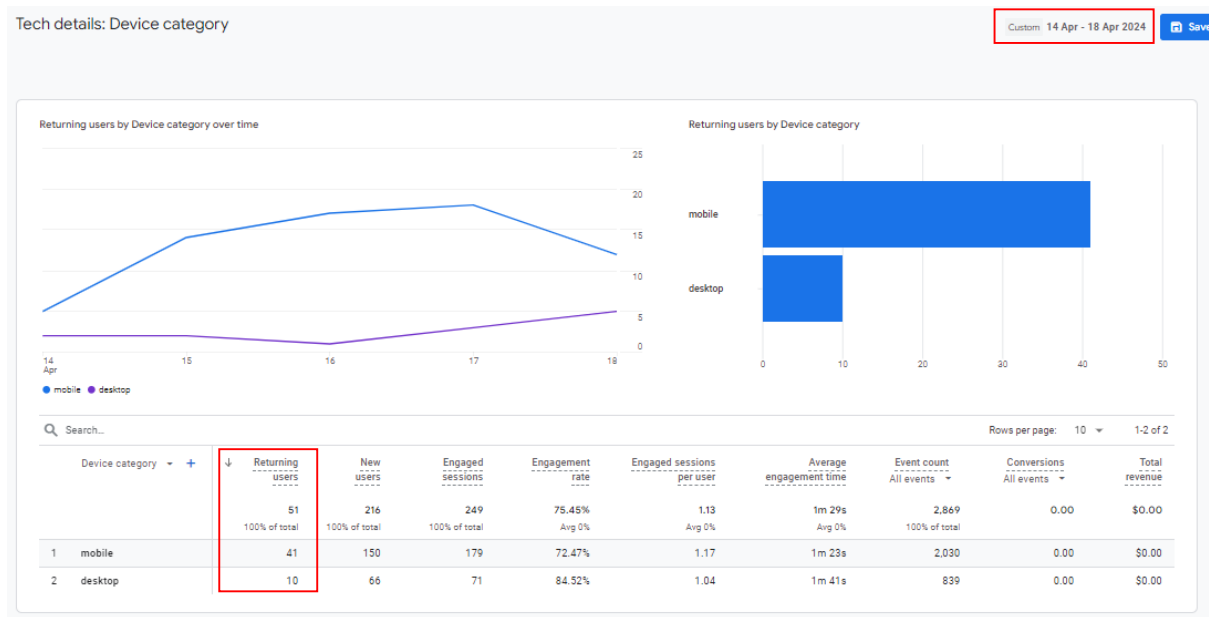 Tech details: Device category
Custom 14 Apr - 18 Apr 2024
Save
Returning users by Device category over time
25
20
15
10
5
0
14 15 16 17 18
Apr
mobile desktop
Returning users by Device category
mobile
desktop
0 10 20 30 40 50
Search...
Rows per page: 10 1-2 of 2
Device category + ↓ Returning New Engaged Engagement Engaged sessions Average Event count Conversions Total
users users sessions rate per user engagement time All events All events revenue
51 216 249 75.45% 1.13 1m 29s 2,869 0.00 $0.00
100% of total 100% of total 100% of total Avg 0% Avg 0% Avg 0% 100% of total
1 mobile 41 150 179 72.47% 1.17 1m 23s 2,030 0.00 $0.00
2 desktop 10 66 71 84.52% 1.04 1m 41s 839 0.00 $0.00